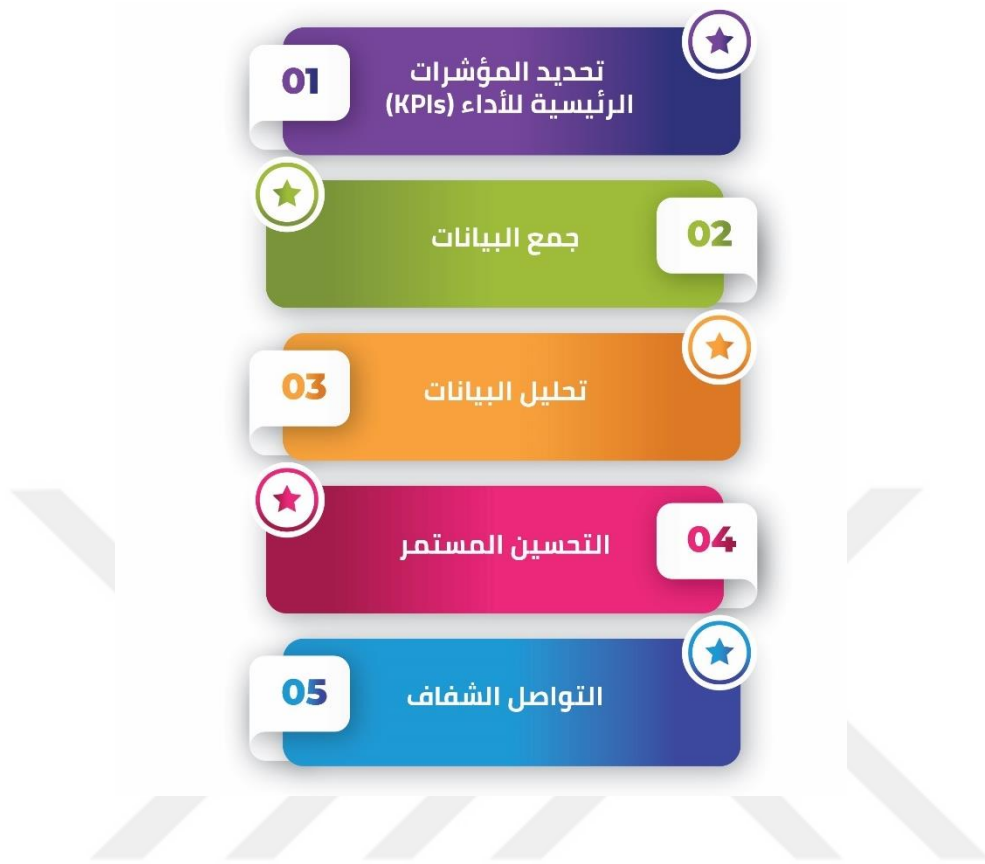 01
تحديد المؤشرات
الرئيسية للأداء (KPIs)
02
جمع البيانات
03
تحليل البيانات
04
التحسين المستمر
05
التواصل الشفاف